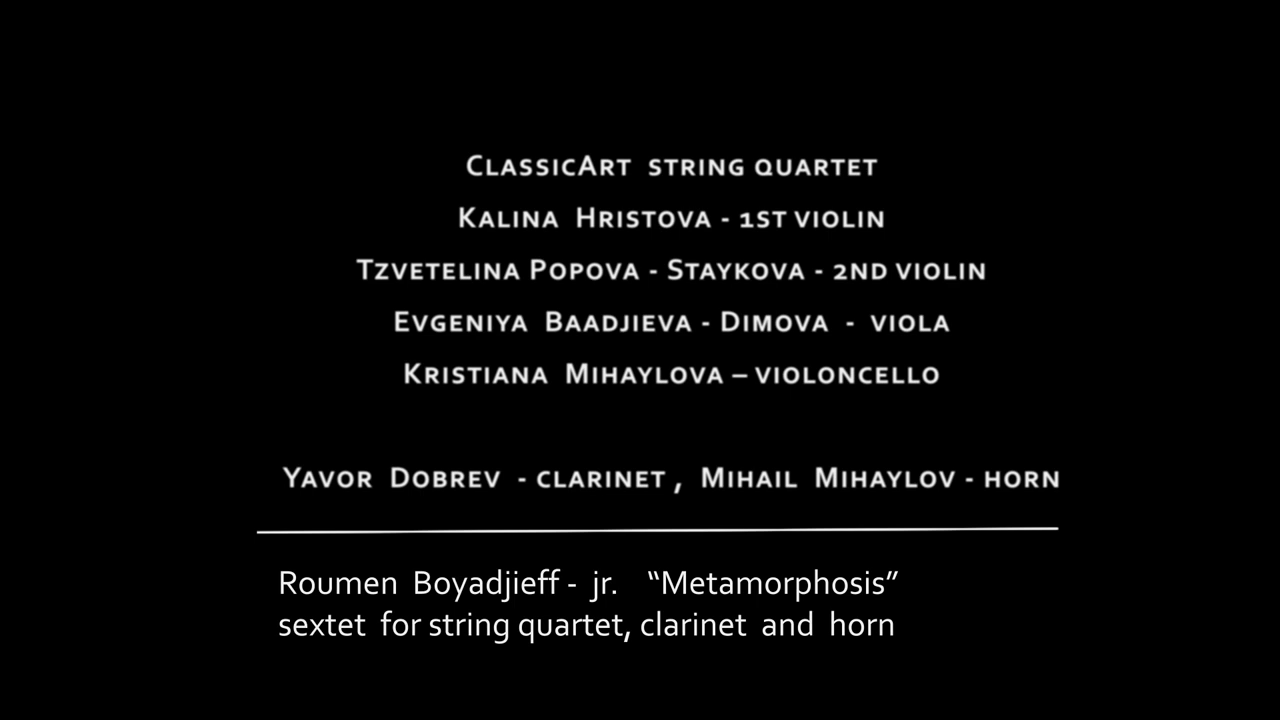 ClassicArt string quartet
Kalina Hristova - 1st violin
Tzvetelina Popova - Staykova - 2nd violin
Evgeniya Baadjieva - Dimova - viola
Kristiana Mihaylova – violoncello
Yavor Dobrev - clarinet , Mihail Mihaylov - horn
Roumen Boyadjieff - jr. “Metamorphosis”
sextet for string quartet, clarinet and horn